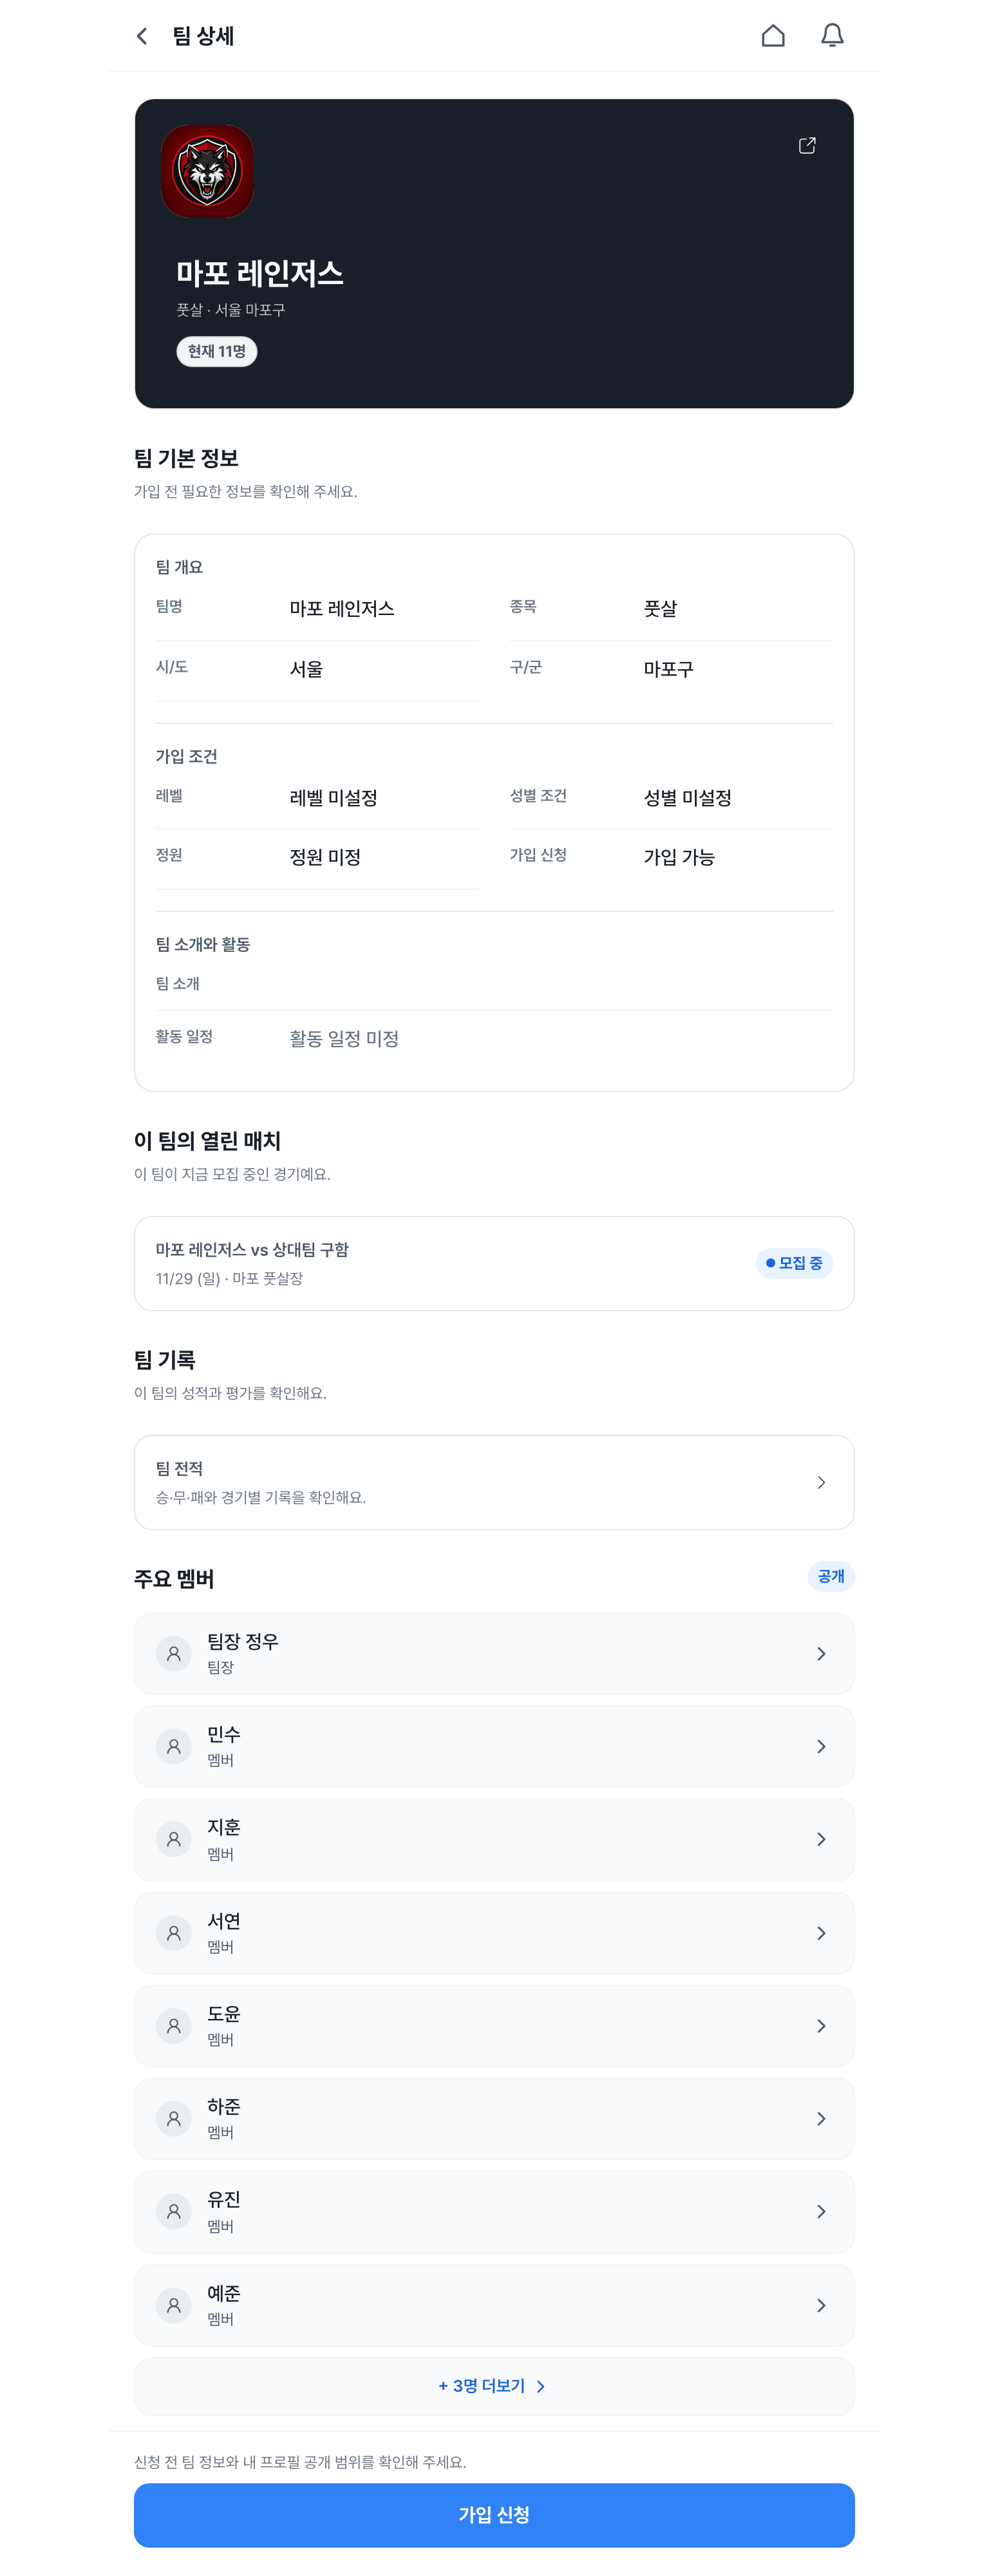 팀 상세
마포 레인저스
풋살 · 서울 마포구
현재 11명
팀 기본 정보
가입 전 필요한 정보를 확인해 주세요.
팀 개요
팀명 마포 레인저스 종목 풋살
시/도 서울 구/군 마포구
가입 조건
레벨 레벨 미설정 성별 조건 성별 미설정
정원 정원 미정 가입 신청 가입 가능
팀 소개와 활동
팀 소개
활동 일정 활동 일정 미정
이 팀의 열린 매치
이 팀이 지금 모집 중인 경기예요.
마포 레인저스 vs 상대팀 구함
11/29 (일) · 마포 풋살장
모집 중
팀 기록
이 팀의 성적과 평가를 확인해요.
팀 전적
승·무·패와 경기별 기록을 확인해요.
주요 멤버 공개
팀장 정우
팀장
민수
멤버
지훈
멤버
서연
멤버
도윤
멤버
하준
멤버
유진
멤버
예준
멤버
+ 3명 더보기
신청 전 팀 정보와 내 프로필 공개 범위를 확인해 주세요.
가입 신청